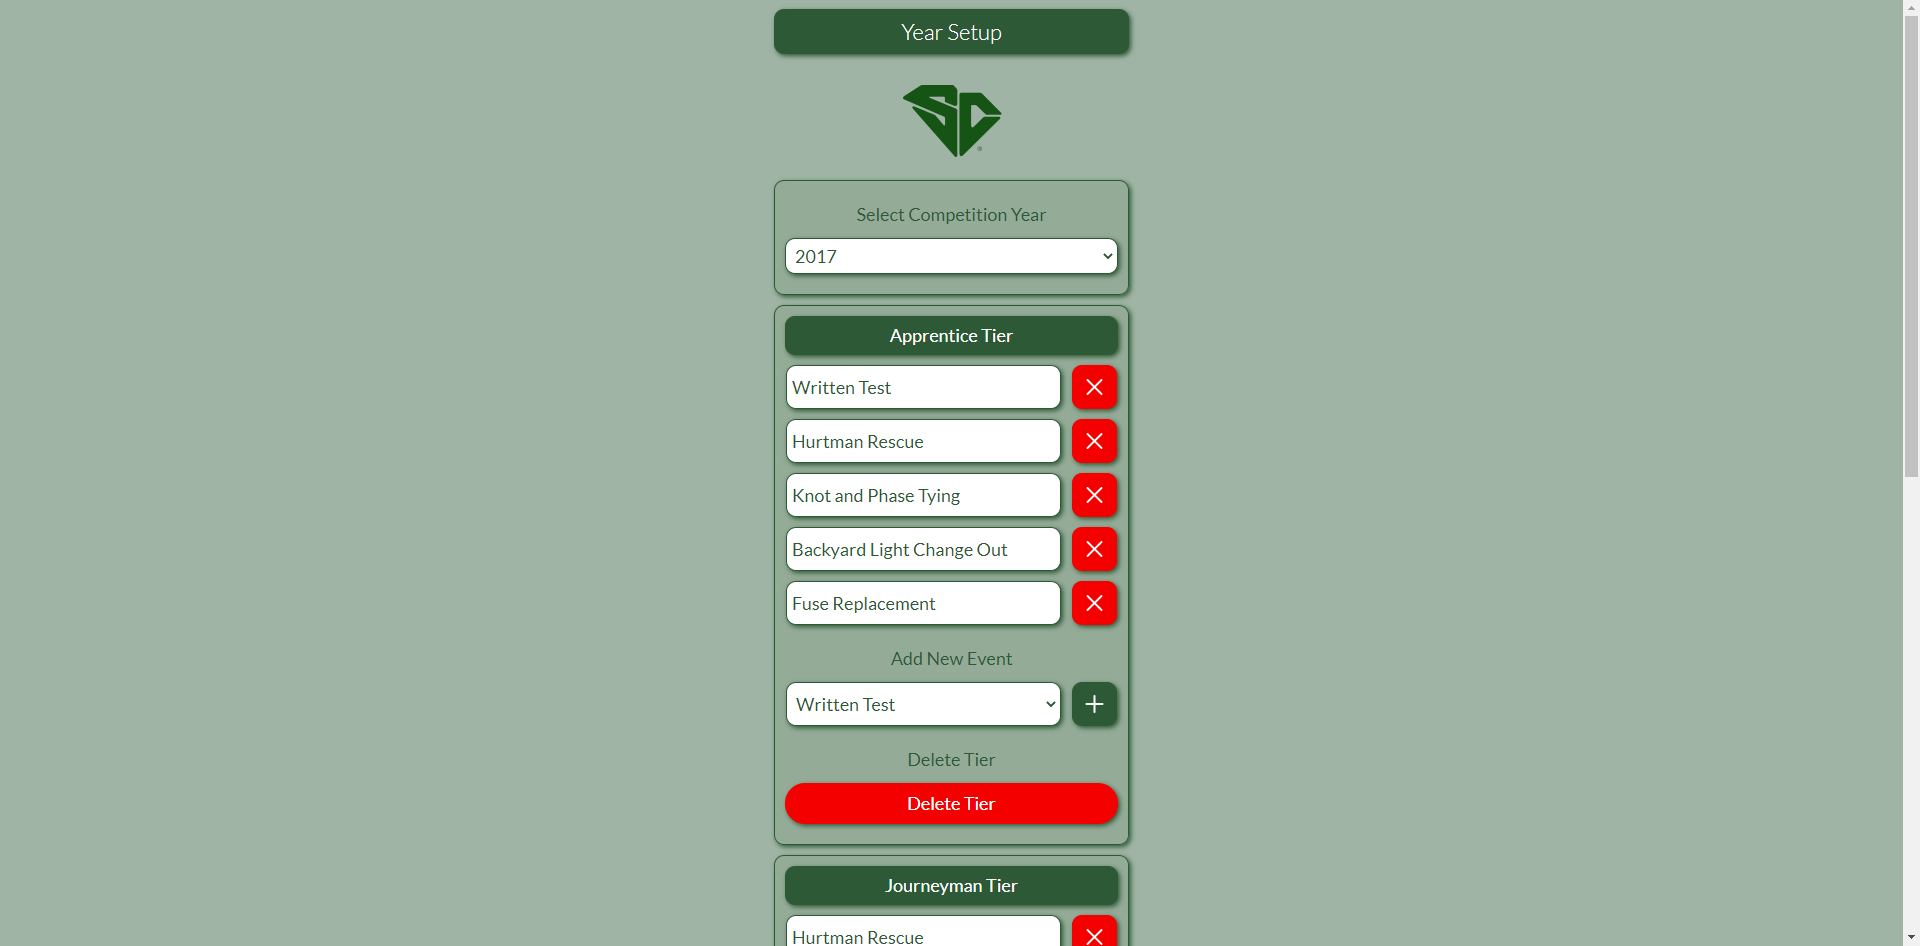 Year Setup
SC
®
Select Competition Year
2017
Apprentice Tier
Written Test
Hurtman Rescue
Knot and Phase Tying
Backyard Light Change Out
Fuse Replacement
Add New Event
Written Test
Delete Tier
Delete Tier
Journeyman Tier
Hurtman Rescue